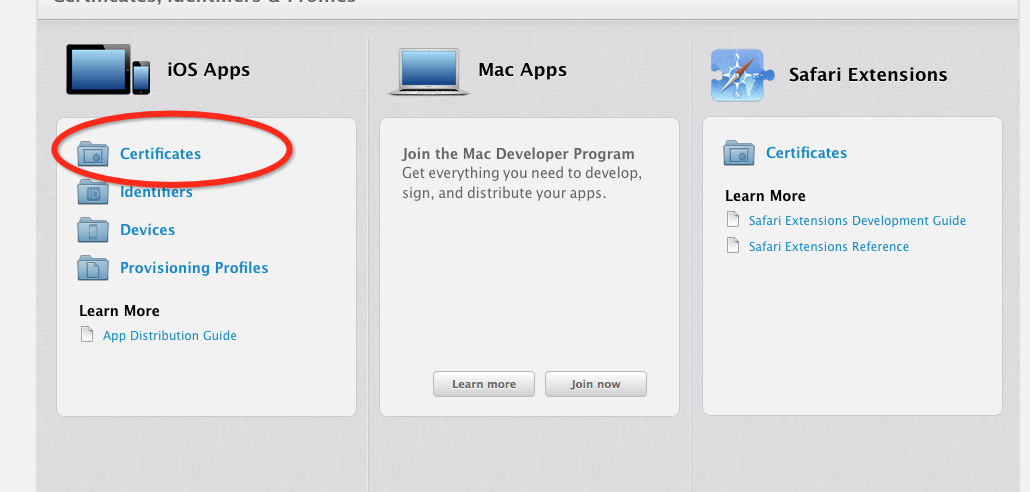 Certificates, Identifiers & Profiles
iOS Apps
Certificates
Identifiers
ID
Devices
Provisioning Profiles
Learn More
App Distribution Guide
Mac Apps
Join the Mac Developer Program
Get everything you need to develop,
sign, and distribute your apps.
Learn more
Join now
Safari Extensions
Certificates
Learn More
Safari Extensions Development Guide
Safari Extensions Reference